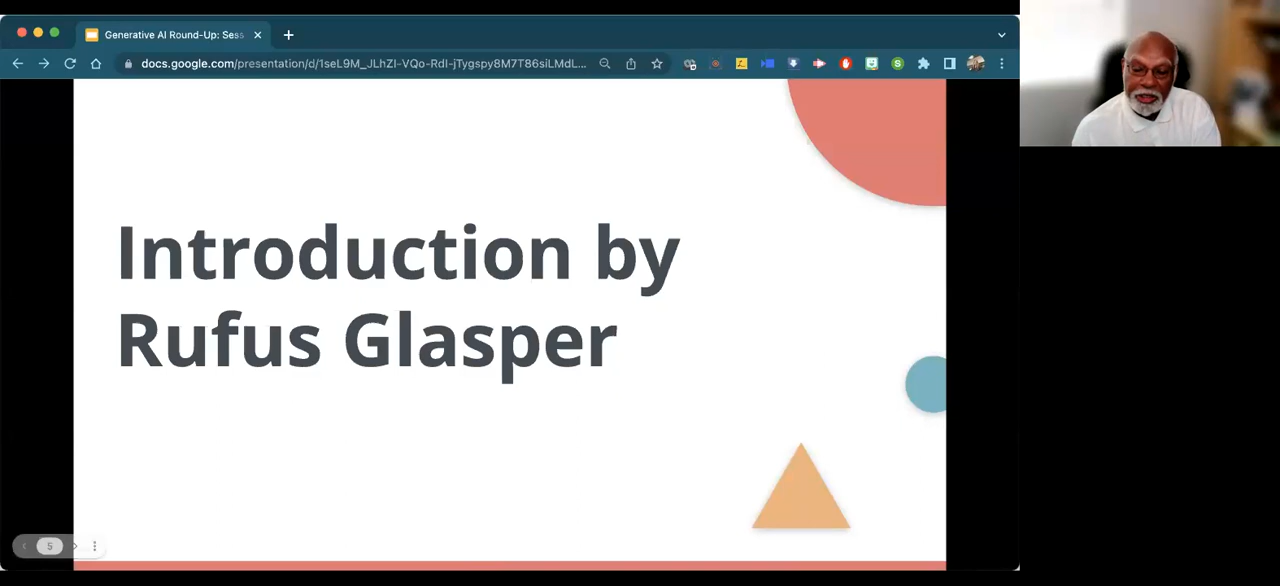 Generative AI Round-Up: Sess
docs.google.com/presentation/d/1seL9M_JLhZI-VQo-RdI-jTygspy8M7T86siLMdL...
Introduction by
Rufus Glasper
5